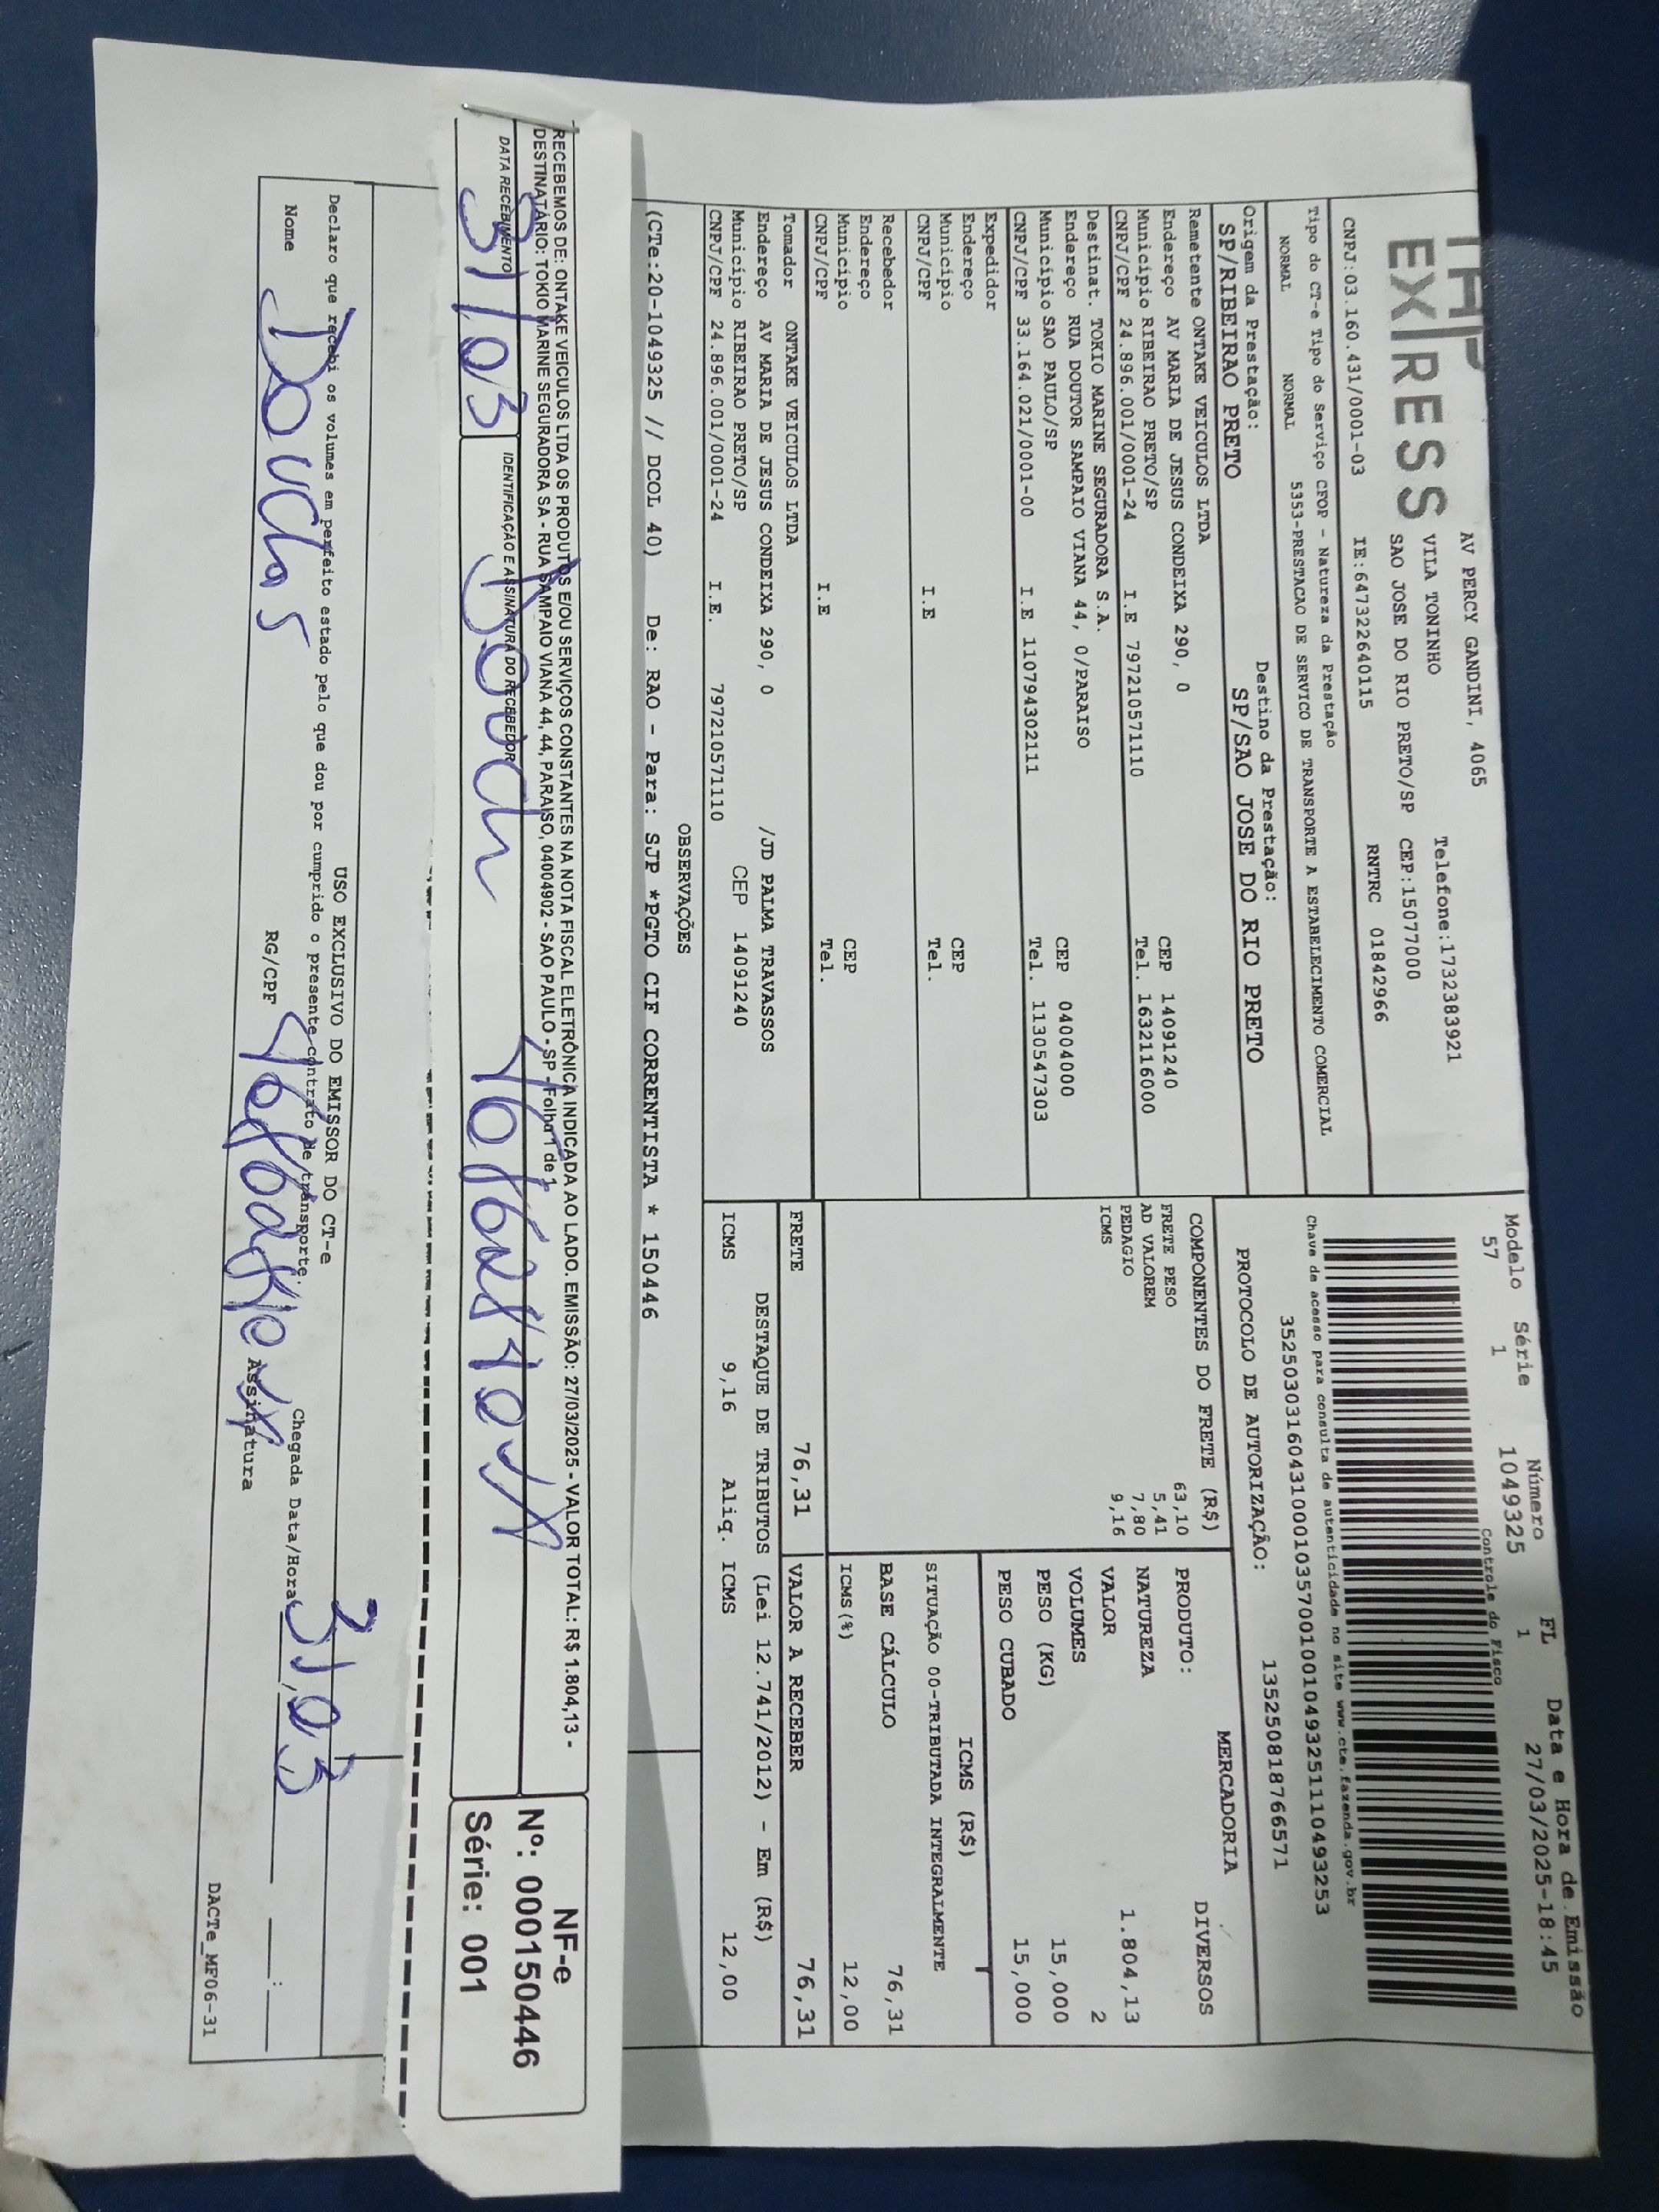 EXPRESS
AV PERCY GANDINI, 4065
VILA TONINHO
SAO JOSE DO RIO PRETO/SP CEP:15077000
Telefone:1732383921
CNPJ:03.160.431/0001-03 IE:647322640115 RNTRC 01842966
Modelo Série Número FL Data e Hora de Emissão
57 1 1049325 1 27/03/2025-18:45
Controle do Fisco
Tipo do CT-e Tipo do Serviço CFOP - Natureza da Prestação
NORMAL NORMAL 5353-PRESTACAO DE SERVICO DE TRANSPORTE A ESTABELECIMENTO COMERCIAL
Chave de acesso para consulta de autenticidade no site www.cte.fazenda.gov.br
35250303160431000103570010010493251110493253
Origem da Prestação: Destino da Prestação:
SP/RIBEIRAO PRETO SP/SAO JOSE DO RIO PRETO
PROTOCOLO DE AUTORIZAÇÃO: 135250818766571
Remetente ONTAKE VEICULOS LTDA
Endereço AV MARIA DE JESUS CONDEIXA 290, 0 CEP 14091240
Município RIBEIRAO PRETO/SP Tel. 1632116000
CNPJ/CPF 24.896.001/0001-24 I.E 797210571110
Destinat. TOKIO MARINE SEGURADORA S.A.
Endereço RUA DOUTOR SAMPAIO VIANA 44, 0/PARAISO CEP 04004000
Município SAO PAULO/SP Tel. 1130547303
CNPJ/CPF 33.164.021/0001-00 I.E 110794302111
Expedidor
Endereço CEP
Município Tel.
CNPJ/CPF I.E
Recebedor
Endereço CEP
Município Tel.
CNPJ/CPF I.E
COMPONENTES DO FRETE (R$)
FRETE PESO 63,10
AD VALOREM 5,41
PEDAGIO 7,80
ICMS 9,16
MERCADORIA
PRODUTO: DIVERSOS
NATUREZA
VALOR 1.804,13
VOLUMES 2
PESO (KG) 15,000
PESO CUBADO 15,000
ICMS (R$)
SITUAÇÃO 00-TRIBUTADA INTEGRALMENTE
BASE CÁLCULO 76,31
ICMS(%) 12,00
Tomador ONTAKE VEICULOS LTDA
Endereço AV MARIA DE JESUS CONDEIXA 290, 0 /JD PALMA TRAVASSOS
Município RIBEIRAO PRETO/SP CEP 14091240
CNPJ/CPF 24.896.001/0001-24 I.E. 797210571110
FRETE 76,31 VALOR A RECEBER 76,31
DESTAQUE DE TRIBUTOS (Lei 12.741/2012) - Em (R$)
ICMS 9,16 Aliq. ICMS 12,00
OBSERVAÇÕES
(CTe:20-1049325 // DCOL 40) De: RAO - Para: SJP *PGTO CIF CORRENTISTA * 150446
RECEBEMOS DE: ONTAKE VEICULOS LTDA OS PRODUTOS E/OU SERVIÇOS CONSTANTES NA NOTA FISCAL ELETRÔNICA INDICADA AO LADO. EMISSÃO: 27/03/2025 - VALOR TOTAL: R$ 1.804,13 -
DESTINATÁRIO: TOKIO MARINE SEGURADORA SA - RUA SAMPAIO VIANA 44, 44, PARAISO, 04004902 - SAO PAULO - SP - Folha 1 de 1
DATA RECEBIMENTO IDENTIFICAÇÃO E ASSINATURA DO RECEBEDOR
31/03
NF-e
Nº: 000150446
Série: 001
USO EXCLUSIVO DO EMISSOR DO CT-e
Declaro que recebi os volumes em perfeito estado pelo que dou por cumprido o presente contrato de transporte.
Nome Douglas RG/CPF Assinatura Chegada Data/Hora 31/03 :
DACTe_MF06-31